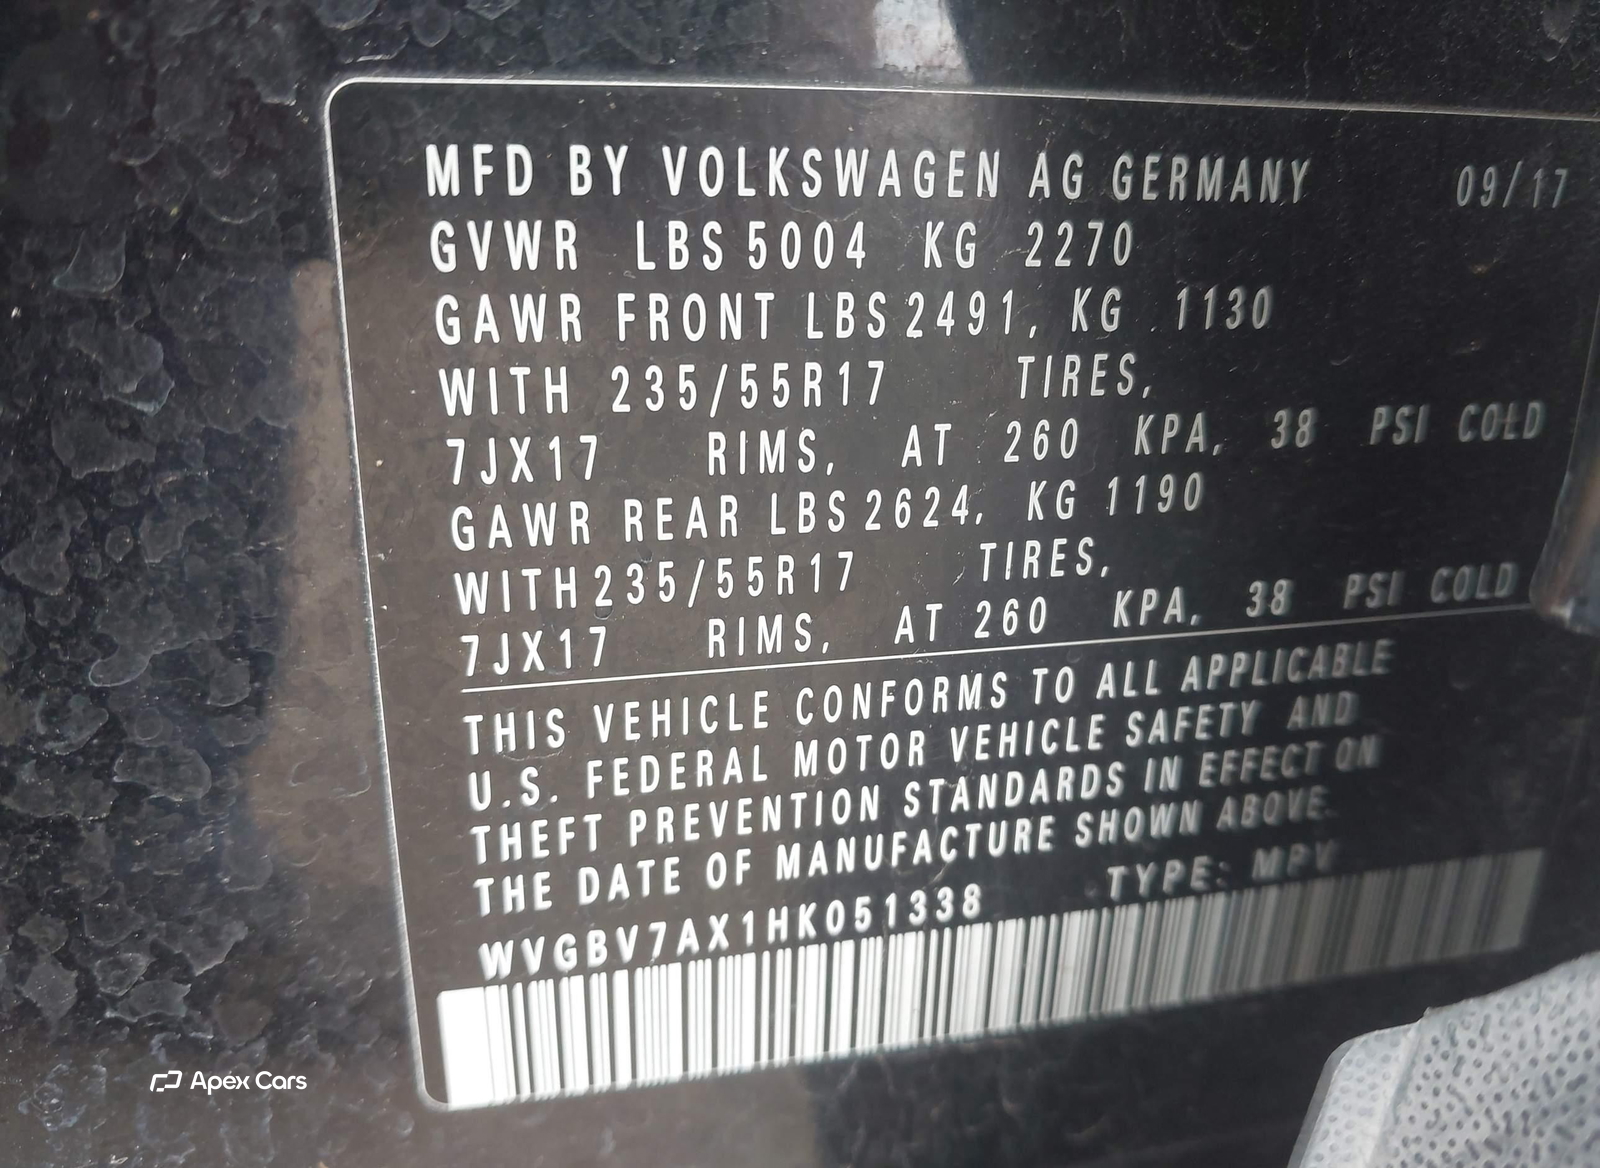 MFD BY VOLKSWAGEN AG GERMANY 09/17
GVWR LBS 5004 KG 2270
GAWR FRONT LBS 2491, KG 1130
WITH 235/55R17 TIRES,
7JX17 RIMS, AT 260 KPA, 38 PSI COLD
GAWR REAR LBS 2624, KG 1190
WITH 235/55R17 TIRES,
7JX17 RIMS, AT 260 KPA, 38 PSI COLD
THIS VEHICLE CONFORMS TO ALL APPLICABLE
U.S. FEDERAL MOTOR VEHICLE SAFETY AND
THEFT PREVENTION STANDARDS IN EFFECT ON
THE DATE OF MANUFACTURE SHOWN ABOVE.
WVGBV7AX1HK051338 TYPE: MPV
Apex Cars